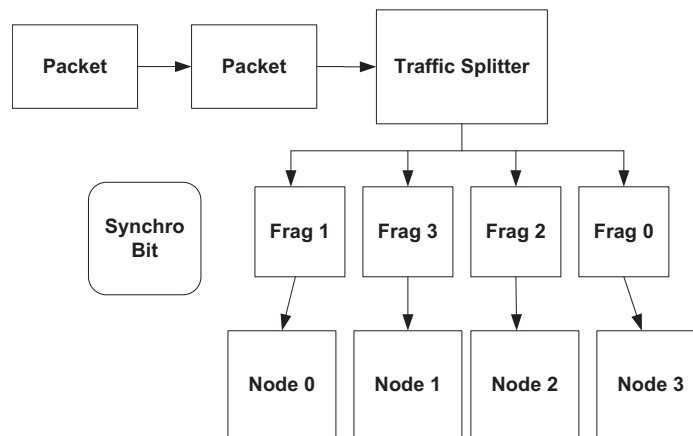 Packet
Packet
Traffic Splitter
Synchro
Bit
Frag 1
Frag 3
Frag 2
Frag 0
Node 0
Node 1
Node 2
Node 3